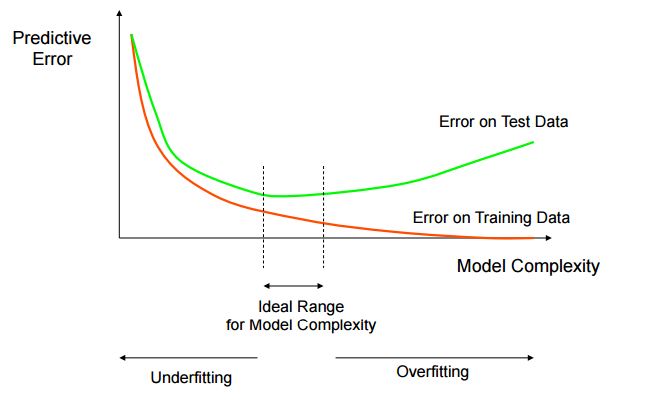 Predictive
Error
Error on Test Data
Error on Training Data
Model Complexity
Ideal Range
for Model Complexity
Underfitting
Overfitting